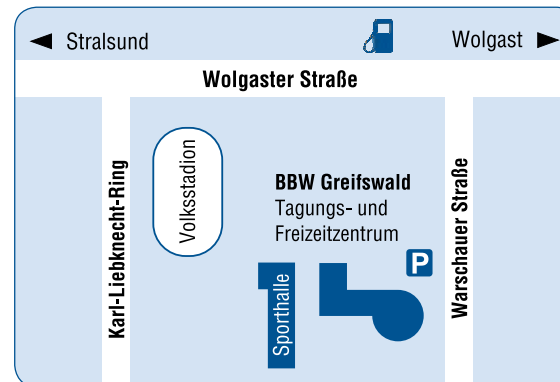 Stralsund
Wolgast
Wolgaster Straße
Karl-Liebknecht-Ring
Volksstadion
BBW Greifswald
Tagungs- und
Freizeitzentrum
P
Sporthalle
Warschauer Straße